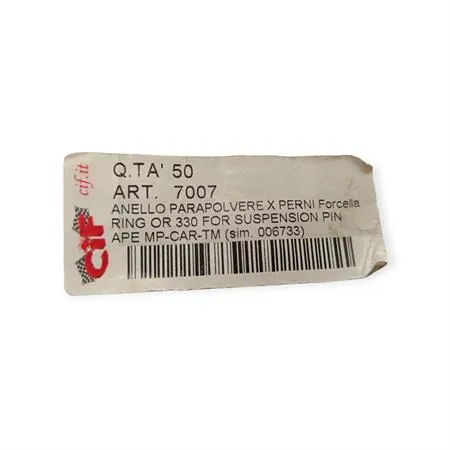 cif.it
CIF
Q.TA' 50
ART. 7007
ANELLO PARAPOLVERE X PERNI Forcella
RING OR 330 FOR SUSPENSION PIN
APE MP-CAR-TM (sim. 006733)